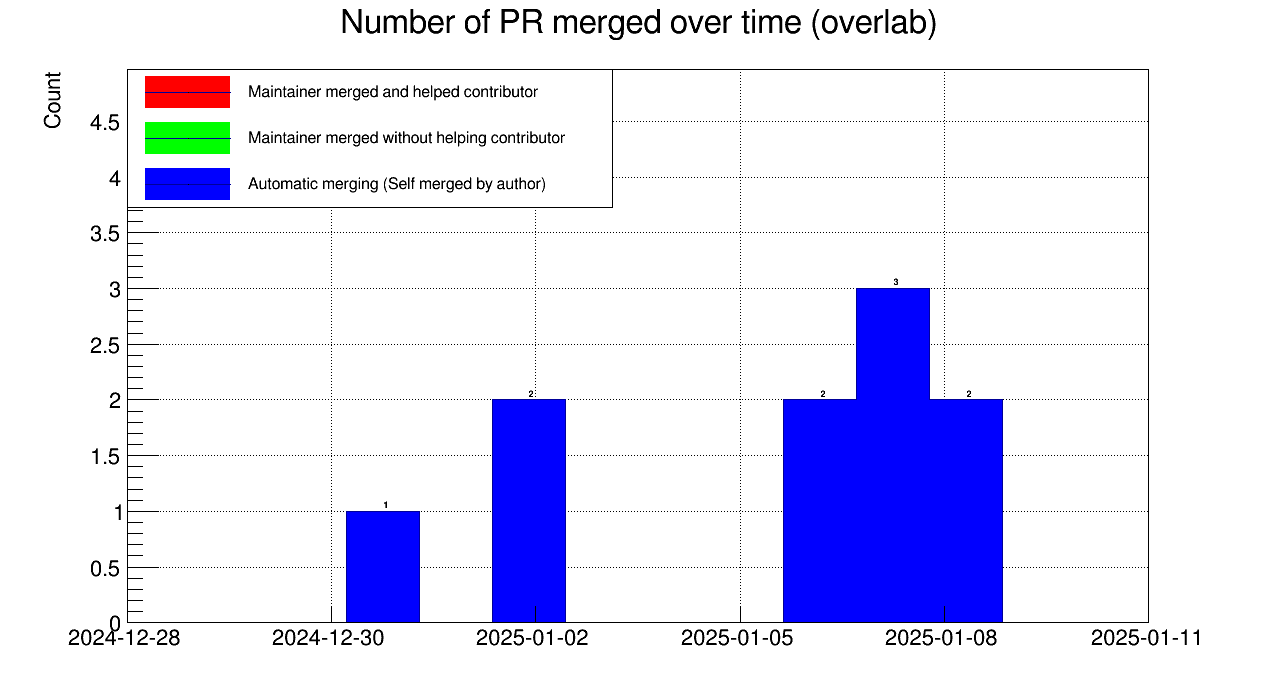 Number of PR merged over time (overlab)
Count
Maintainer merged and helped contributor
Maintainer merged without helping contributor
Automatic merging (Self merged by author)
4.5
4
3.5
3
2.5
2
1.5
1
0.5
0
1
2
2
3
2
2024-12-28 2024-12-30 2025-01-02 2025-01-05 2025-01-08 2025-01-11